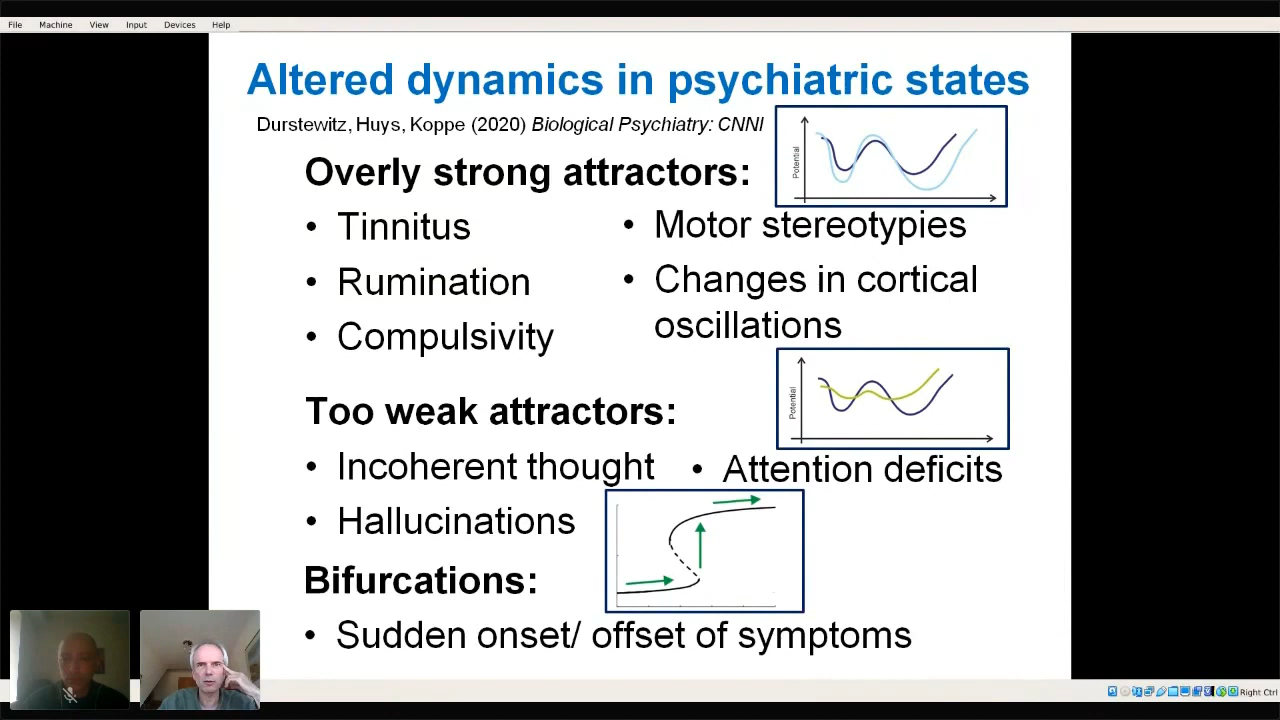 File Machine View Input Devices Help
Altered dynamics in psychiatric states
Durstewitz, Huys, Koppe (2020) Biological Psychiatry: CNNI
Potential
Overly strong attractors:
• Tinnitus
• Rumination
• Compulsivity
• Motor stereotypies
• Changes in cortical
oscillations
Potential
Too weak attractors:
• Incoherent thought
• Attention deficits
• Hallucinations
Bifurcations:
• Sudden onset/ offset of symptoms
Right Ctrl